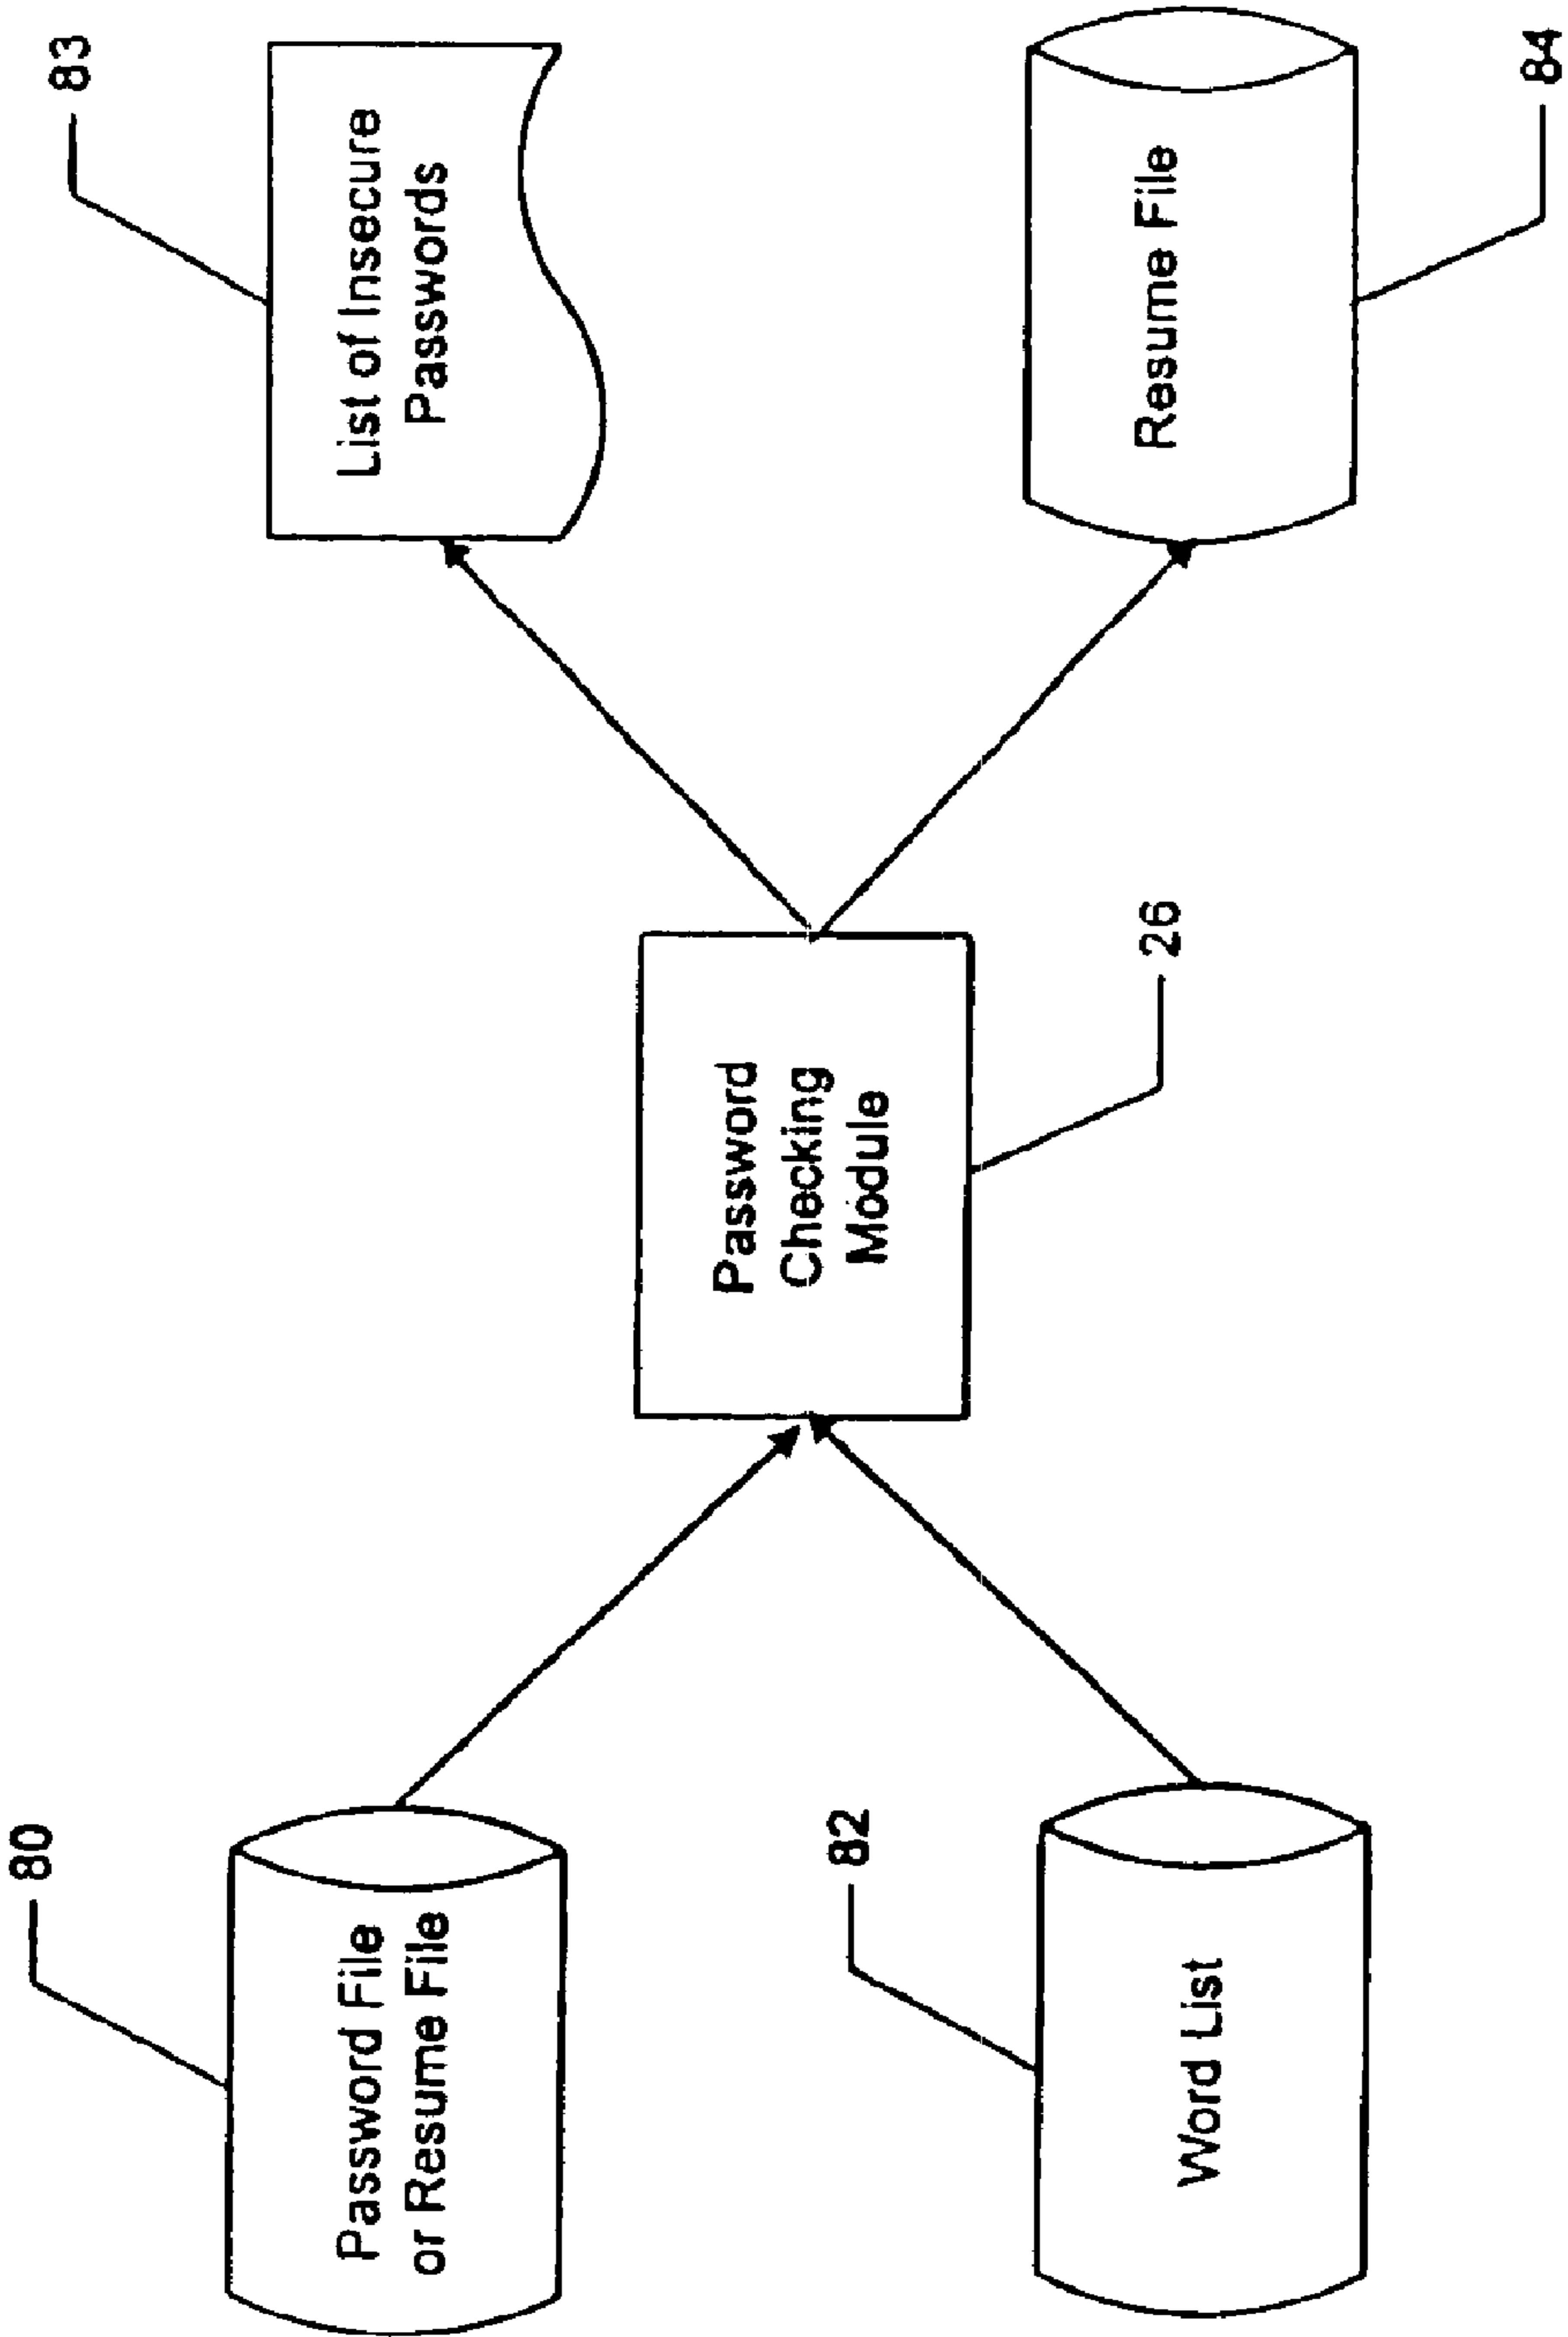 80
Password File
or Resume File
82
Word List
Password
Checking
Module
26
83
List of Insecure
Passwords
Resume File
84